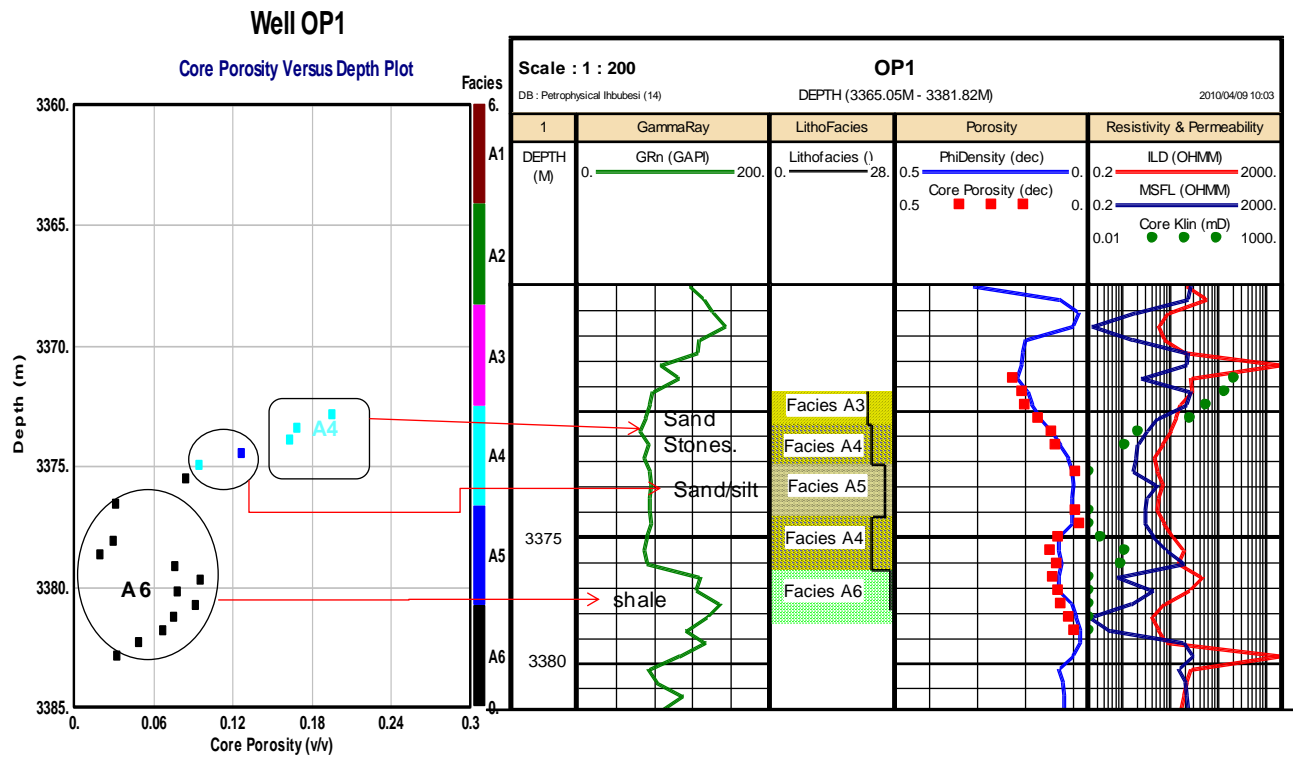 Well OP1
Core Porosity Versus Depth Plot
Facies
3360.
3365.
3370.
3375.
3380.
3385.
Depth (m)
0.
0.06
0.12
0.18
0.24
0.3
Core Porosity (v/v)
6.
A1
A2
A3
A4
A5
A6
0.
A4
A6
Scale : 1 : 200
OP1
DB : Petrophysical Ihbubesi (14)
DEPTH (3365.05M - 3381.82M)
2010/04/09 10:03
1
GammaRay
LithoFacies
Porosity
Resistivity & Permeability
DEPTH
(M)
GRn (GAPI)
0.
200.
Lithofacies ()
0.
28.
PhiDensity (dec)
0.5
0.
Core Porosity (dec)
0.5
0.
ILD (OHMM)
0.2
2000.
MSFL (OHMM)
0.2
2000.
Core Klin (mD)
0.01
1000.
Sand
Stones.
Sand/silt
shale
Facies A3
Facies A4
Facies A5
Facies A4
Facies A6
3375
3380